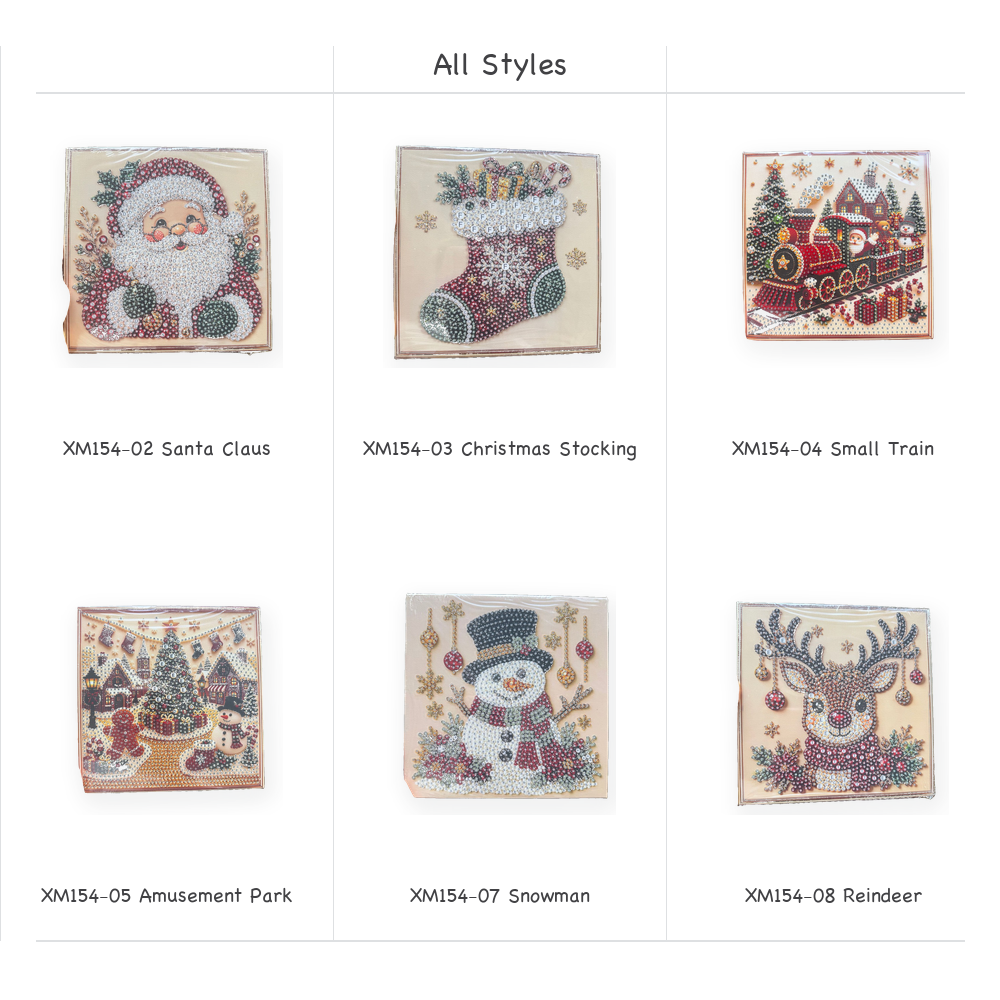 All Styles
XM154-02 Santa Claus
XM154-03 Christmas Stocking
XM154-04 Small Train
XM154-05 Amusement Park
XM154-07 Snowman
XM154-08 Reindeer